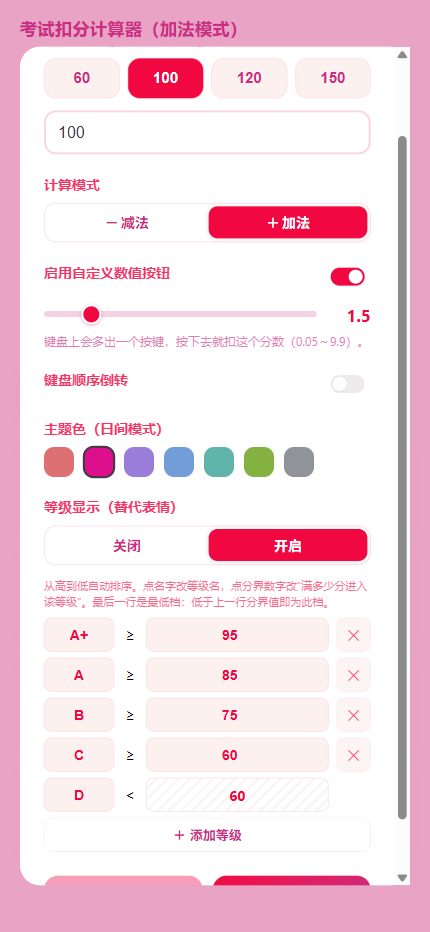 考试扣分计算器（加法模式）
60 100 120 150
100
计算模式
－ 减法 ＋ 加法
启用自定义数值按钮
1.5
键盘上会多出一个按键，按下去就扣这个分数（0.05～9.9）。
键盘顺序倒转
主题色（日间模式）
等级显示（替代表情）
关闭 开启
从高到低自动排序。点名字改等级名，点分界数字改"满多少分进入
该等级"。最后一行是最低档：低于上一行分界值即为此档。
A+ ≥ 95 ×
A ≥ 85 ×
B ≥ 75 ×
C ≥ 60 ×
D < 60
＋ 添加等级